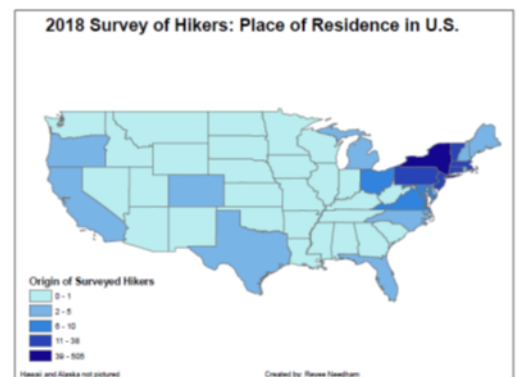 2018 Survey of Hikers: Place of Residence in U.S.
Origin of Surveyed Hikers
0 - 1
2 - 5
6 - 10
11 - 38
39 - 505
Hawaii and Alaska not pictured
Created by: Revee Needham